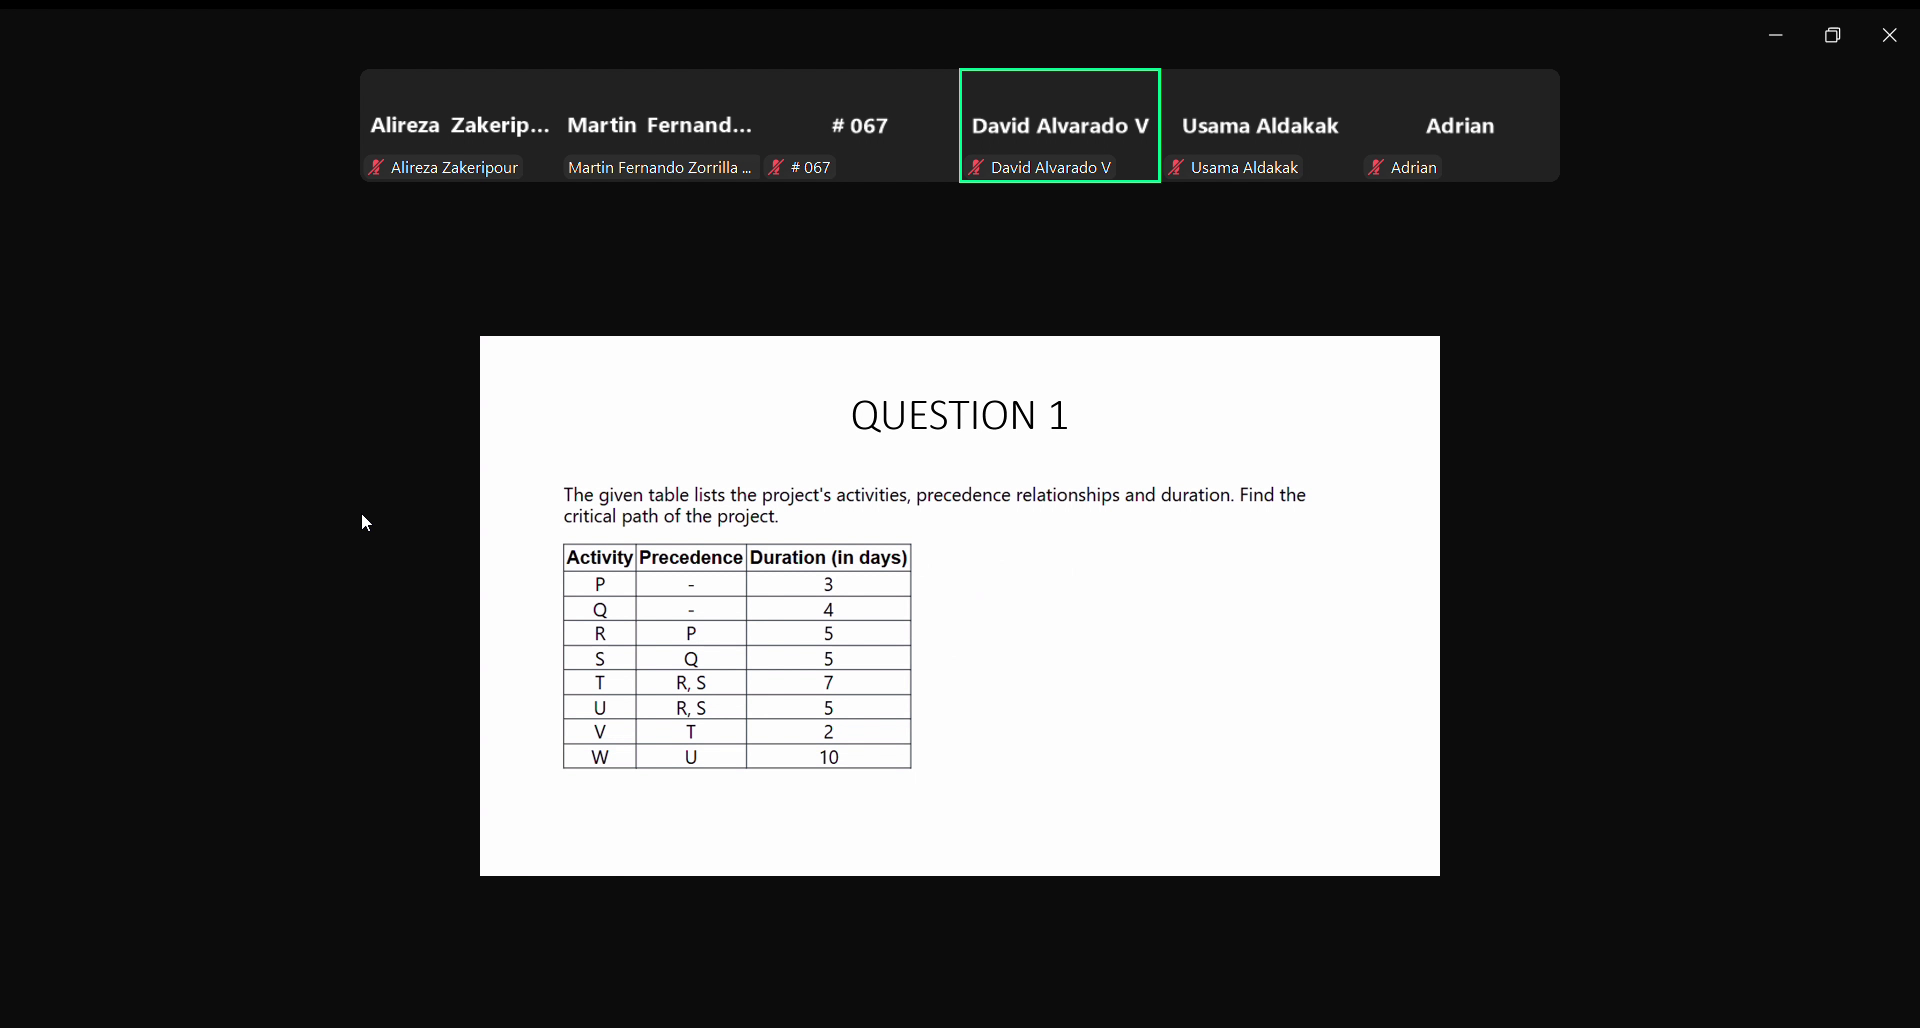 Alireza Zakerip... Martin Fernand... # 067 David Alvarado V Usama Aldakak Adrian
Alireza Zakeripour Martin Fernando Zorrilla ... # 067 David Alvarado V Usama Aldakak Adrian
QUESTION 1
The given table lists the project's activities, precedence relationships and duration. Find the
critical path of the project.
Activity Precedence Duration (in days)
P - 3
Q - 4
R P 5
S Q 5
T R, S 7
U R, S 5
V T 2
W U 10